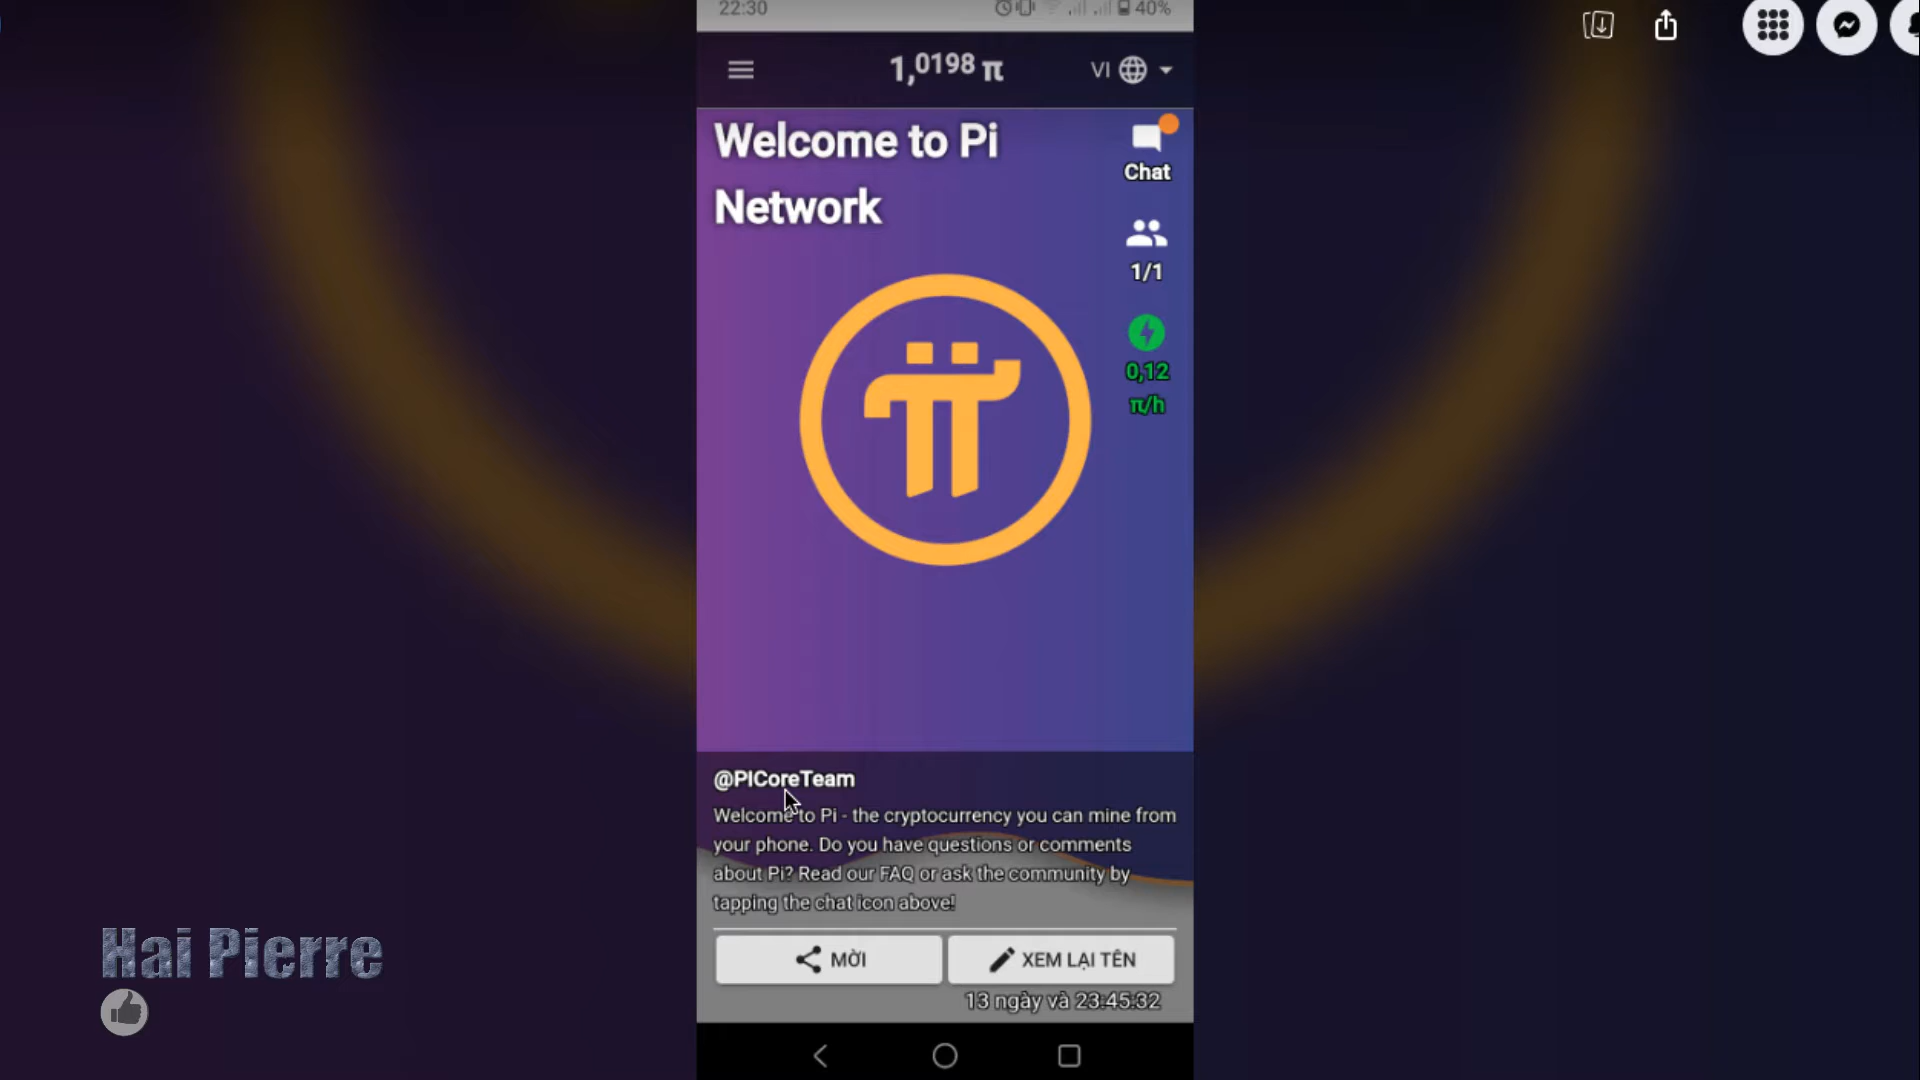 22:30
40%
1,0198 π
VI
Welcome to Pi
Network
Chat
1/1
0,12
π/h
@PiCoreTeam
Welcome to Pi - the cryptocurrency you can mine from
your phone. Do you have questions or comments
about Pi? Read our FAQ or ask the community by
tapping the chat icon above!
MỜI
XEM LẠI TÊN
13 ngày và 23:45:32
Hai Pierre